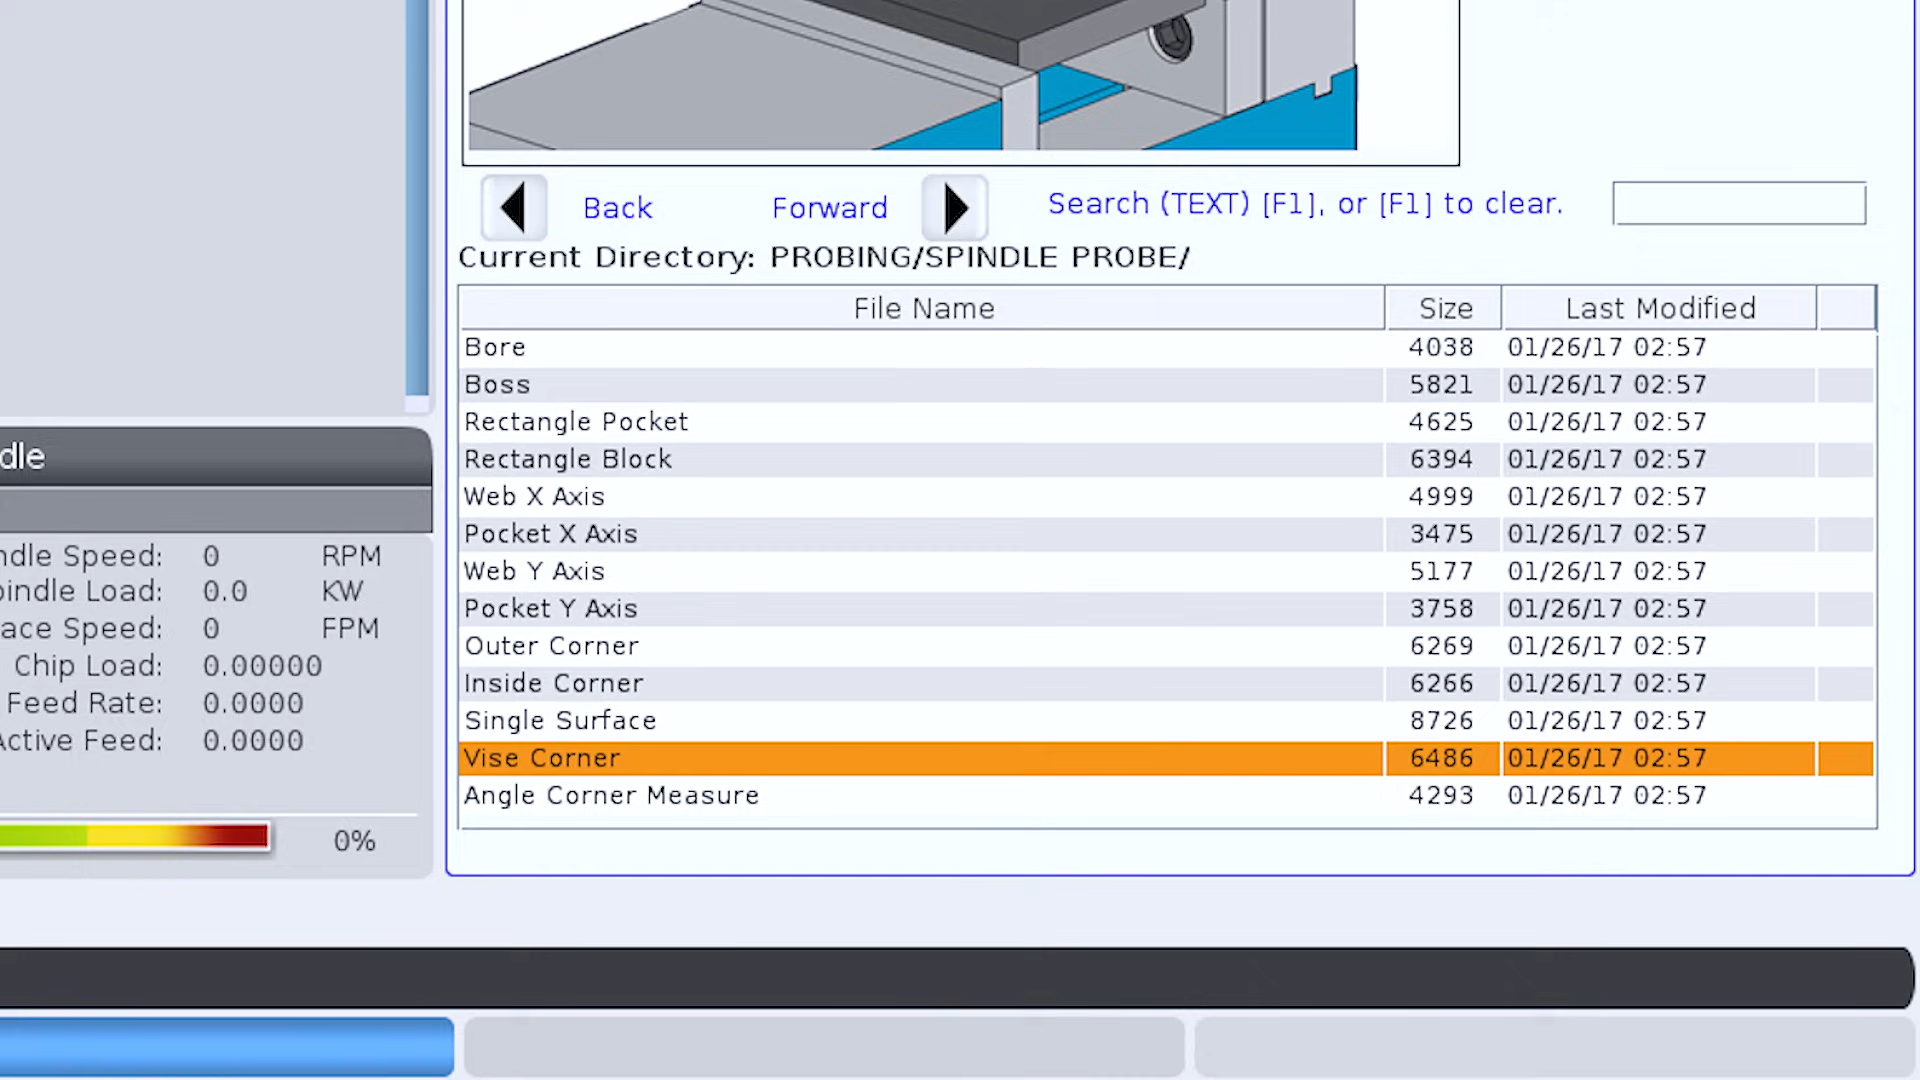 Back Forward Search (TEXT) [F1], or [F1] to clear.
Current Directory: PROBING/SPINDLE PROBE/
File Name Size Last Modified
Bore 4038 01/26/17 02:57
Boss 5821 01/26/17 02:57
Rectangle Pocket 4625 01/26/17 02:57
Rectangle Block 6394 01/26/17 02:57
Web X Axis 4999 01/26/17 02:57
Pocket X Axis 3475 01/26/17 02:57
Web Y Axis 5177 01/26/17 02:57
Pocket Y Axis 3758 01/26/17 02:57
Outer Corner 6269 01/26/17 02:57
Inside Corner 6266 01/26/17 02:57
Single Surface 8726 01/26/17 02:57
Vise Corner 6486 01/26/17 02:57
Angle Corner Measure 4293 01/26/17 02:57
dle
ndle Speed: 0 RPM
indle Load: 0.0 KW
ace Speed: 0 FPM
Chip Load: 0.00000
Feed Rate: 0.0000
Active Feed: 0.0000
0%